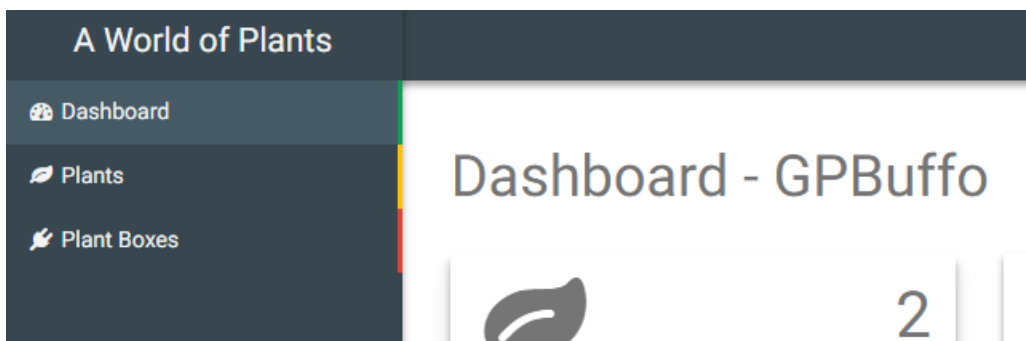 A World of Plants
Dashboard
Plants
Plant Boxes
Dashboard - GPBuffo
2